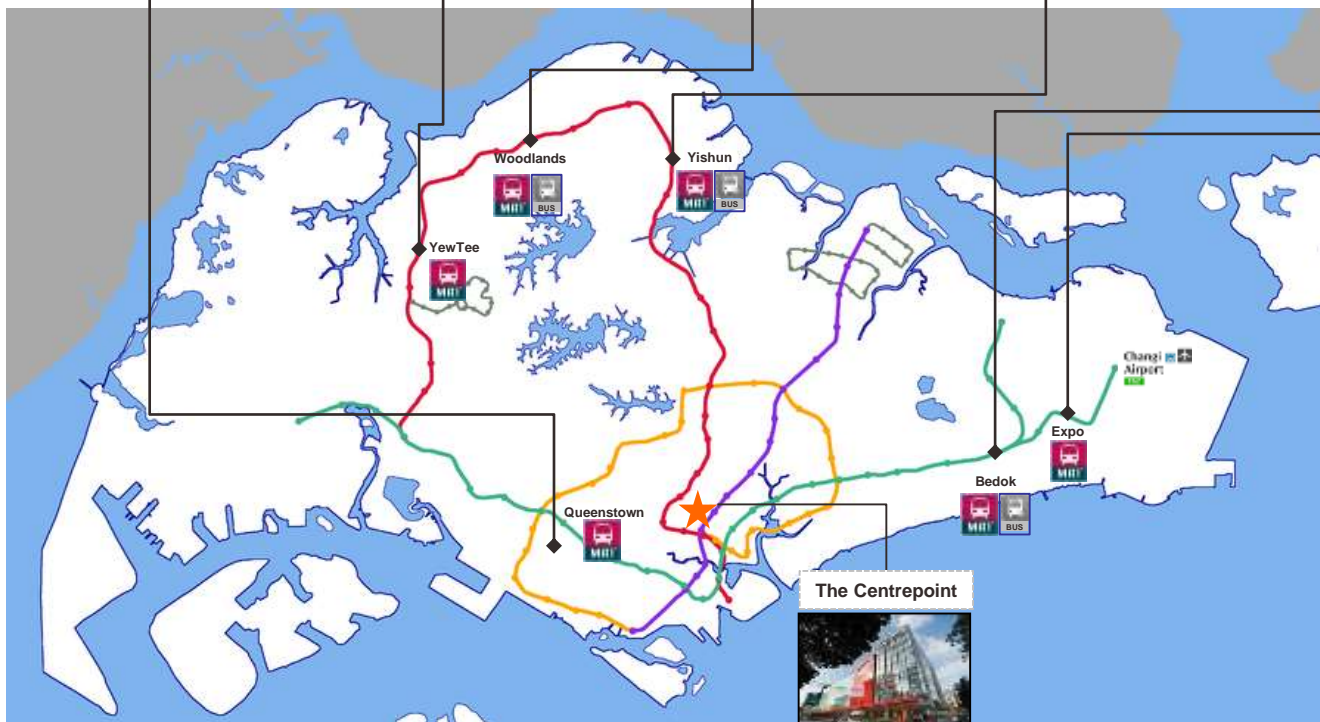 Woodlands
MRT
BUS
Yishun
MRT
BUS
YewTee
MRT
Changi
Airport
Expo
MRT
Bedok
MRT
BUS
Queenstown
MRT
The Centrepoint